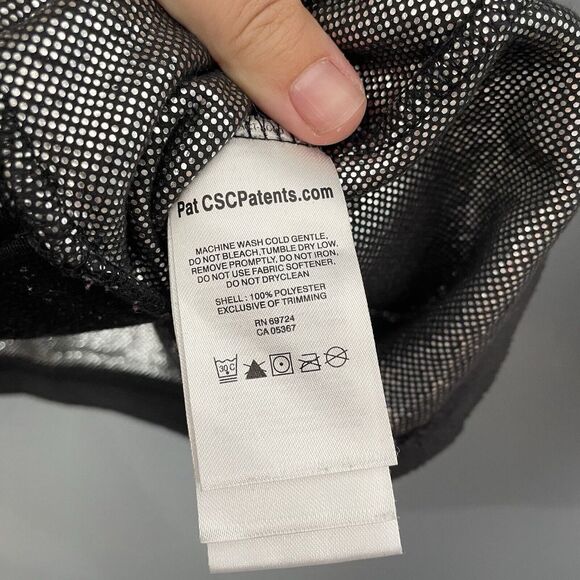 Pat CSCPatents.com
MACHINE WASH COLD GENTLE,
DO NOT BLEACH,TUMBLE DRY LOW.
REMOVE PROMPTLY, DO NOT IRON.
DO NOT USE FABRIC SOFTENER.
DO NOT DRYCLEAN
SHELL : 100% POLYESTER
EXCLUSIVE OF TRIMMING
RN 69724
CA 05367
30 C